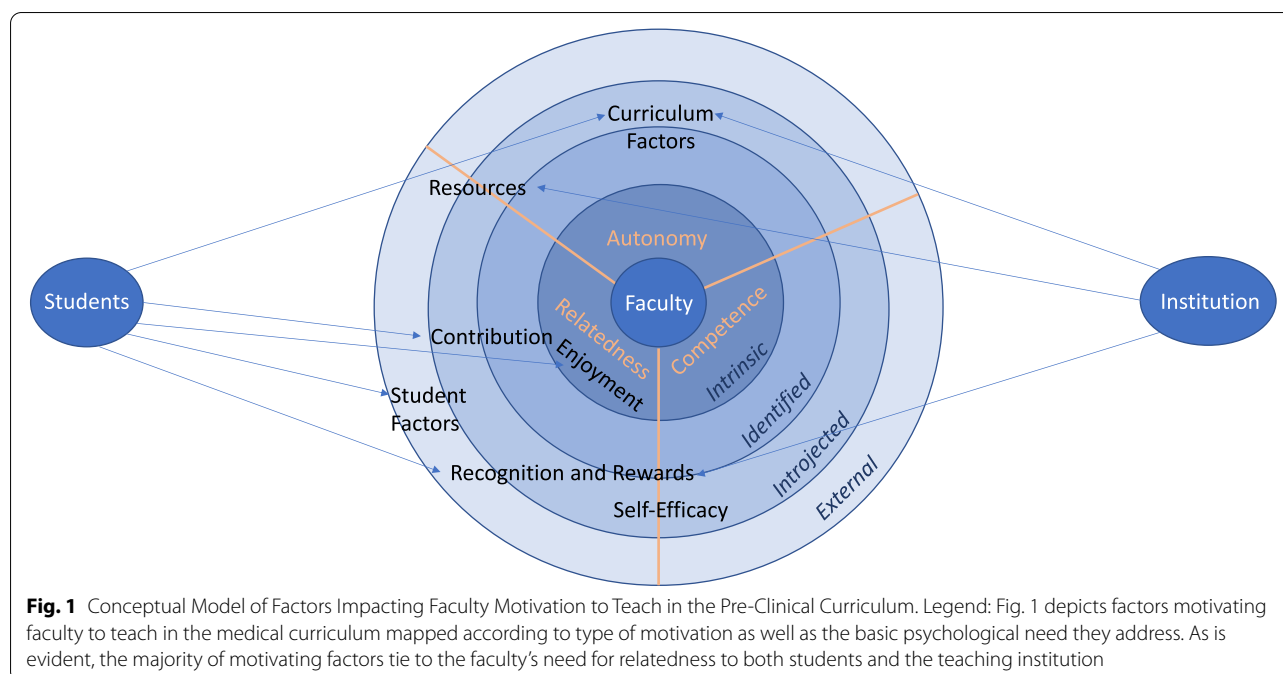 Curriculum
Factors
Resources
Autonomy
Students
Faculty
Institution
Relatedness
Competence
Contribution
Enjoyment
Intrinsic
Student
Factors
Identified
Introjected
External
Recognition and Rewards
Self-Efficacy
Fig. 1 Conceptual Model of Factors Impacting Faculty Motivation to Teach in the Pre-Clinical Curriculum. Legend: Fig. 1 depicts factors motivating
faculty to teach in the medical curriculum mapped according to type of motivation as well as the basic psychological need they address. As is
evident, the majority of motivating factors tie to the faculty’s need for relatedness to both students and the teaching institution